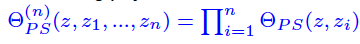 Θ_{PS}^{(n)}(z, z_1, ..., z_n) = ∏_{i=1}^{n} Θ_{PS}(z, z_i)